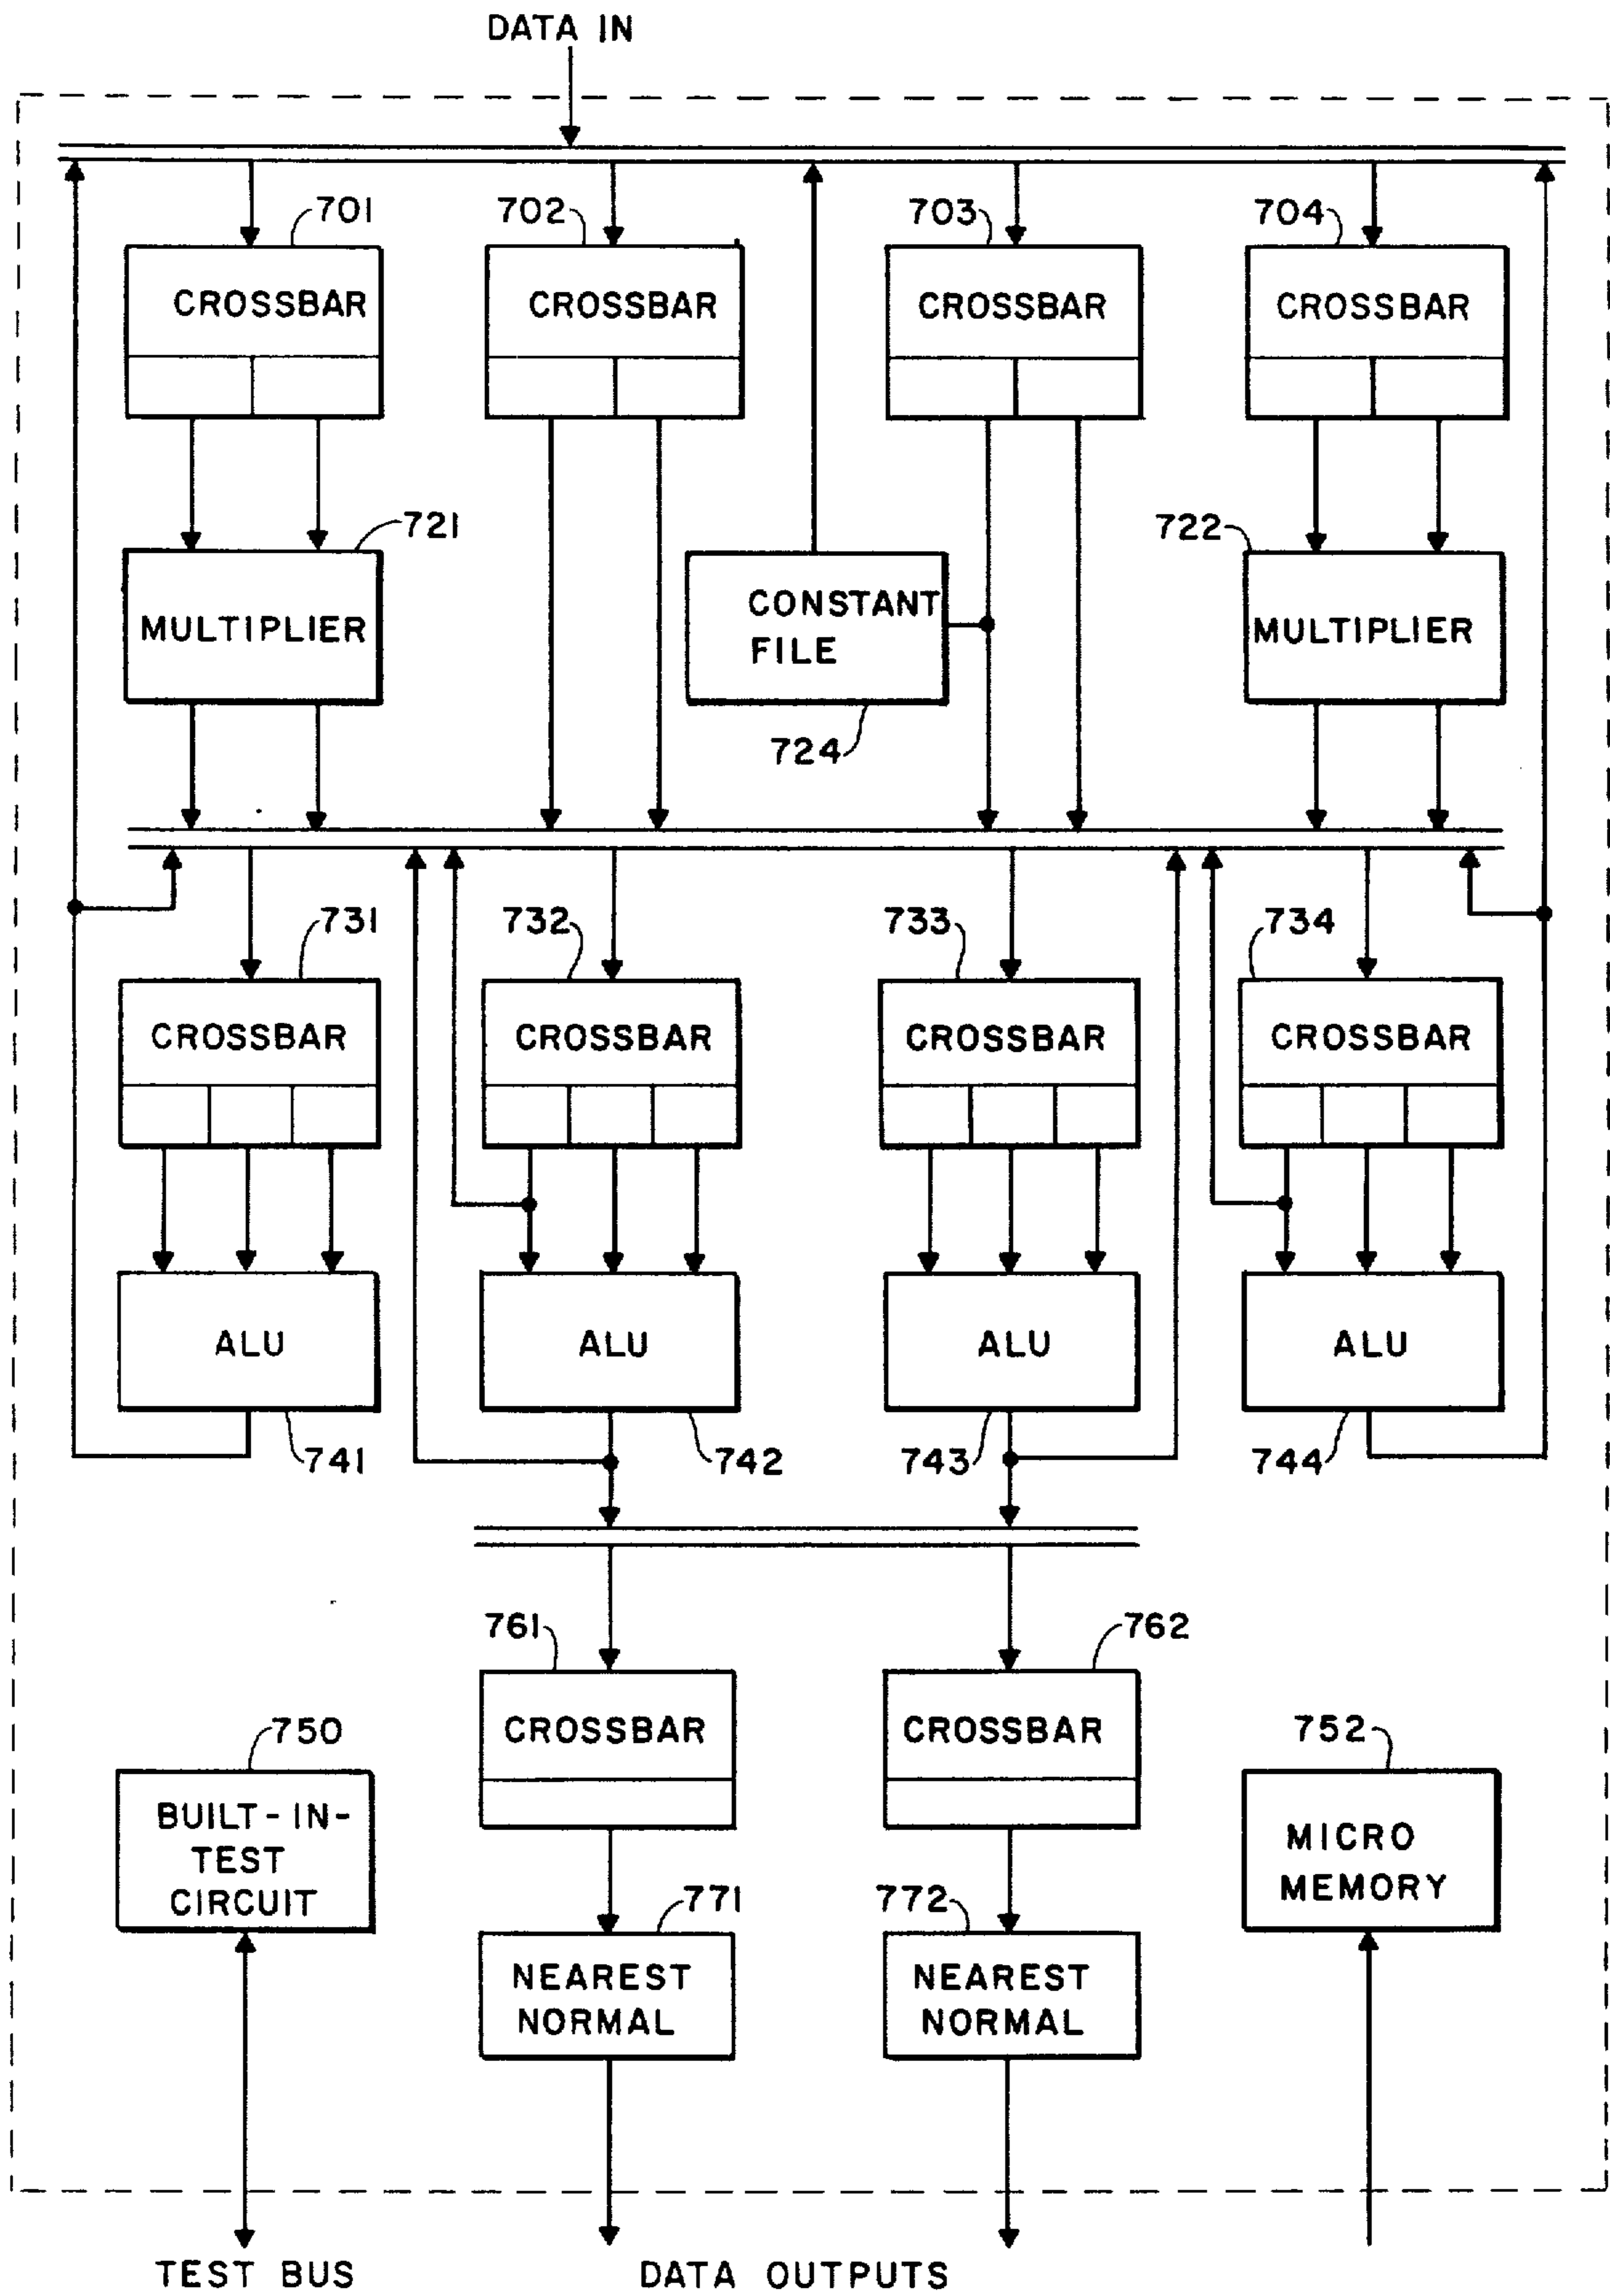 DATA IN
701
702
703
704
CROSSBAR
CROSSBAR
CROSSBAR
CROSSBAR
721
722
MULTIPLIER
CONSTANT
FILE
MULTIPLIER
724
731
732
733
734
CROSSBAR
CROSSBAR
CROSSBAR
CROSSBAR
ALU
ALU
ALU
ALU
741
742
743
744
761
762
CROSSBAR
CROSSBAR
750
752
BUILT-IN-
TEST
CIRCUIT
MICRO
MEMORY
771
772
NEAREST
NORMAL
NEAREST
NORMAL
TEST BUS
DATA OUTPUTS